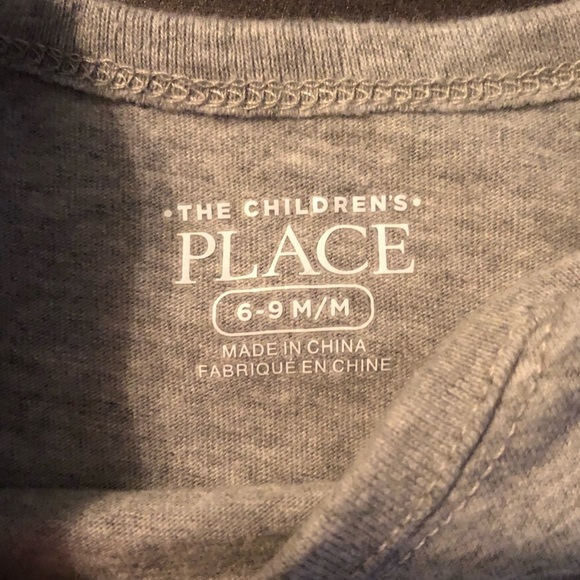 •THE CHILDREN'S•
PLACE
6-9 M/M
MADE IN CHINA
FABRIQUÉ EN CHINE